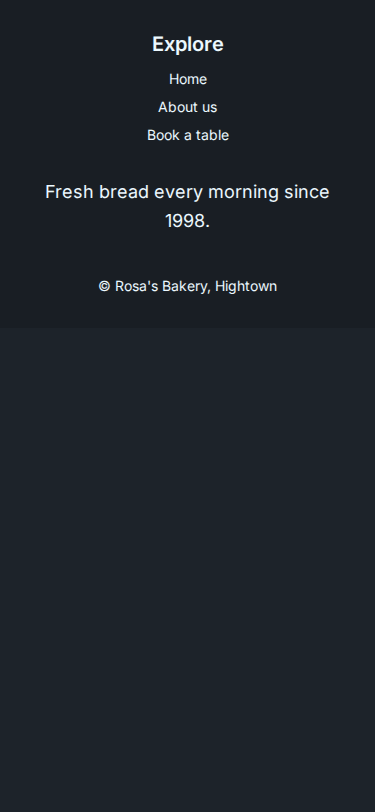 Explore
Home
About us
Book a table
Fresh bread every morning since
1998.
© Rosa's Bakery, Hightown